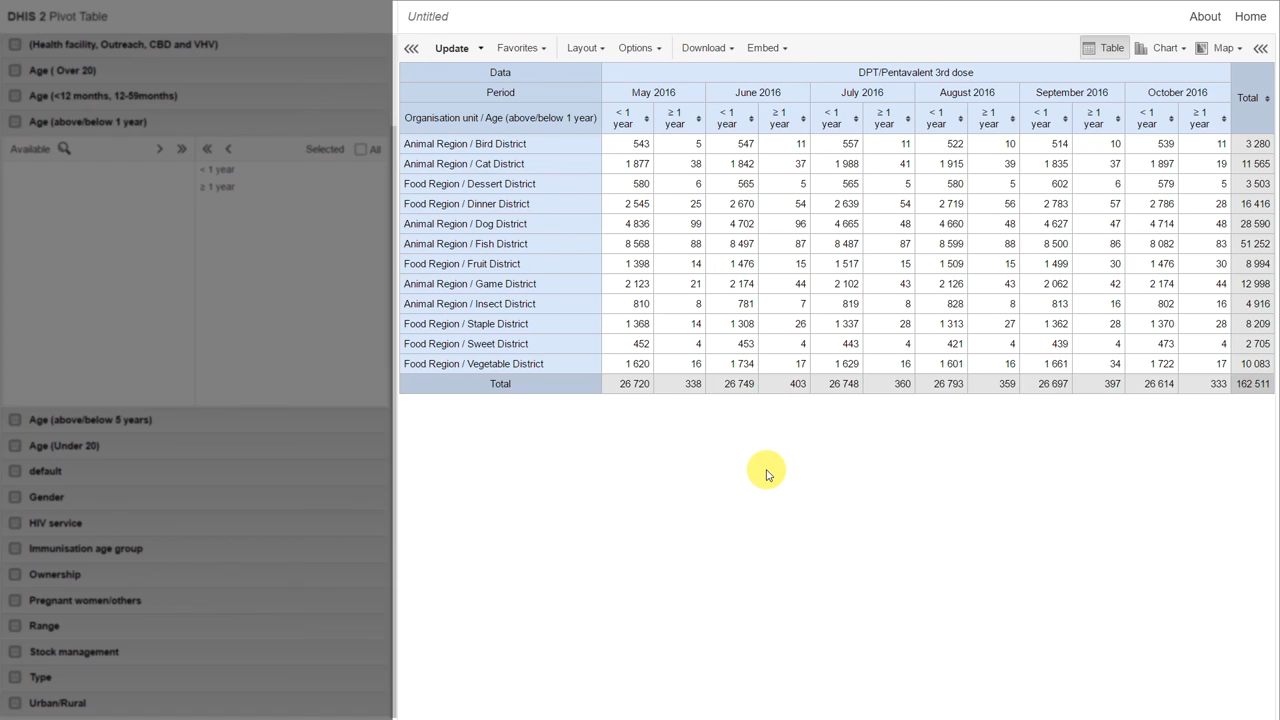 DHIS 2 Pivot Table
Untitled
About Home
Update Favorites Layout Options Download Embed Table Chart Map
(Health facility, Outreach, CBD and VHV)
Age ( Over 20)
Age (<12 months, 12-59months)
Age (above/below 1 year)
Available Selected All
< 1 year
≥ 1 year
Age (above/below 5 years)
Age (Under 20)
default
Gender
HIV service
Immunisation age group
Ownership
Pregnant women/others
Range
Stock management
Type
Urban/Rural
Data DPT/Pentavalent 3rd dose Total
Period May 2016 June 2016 July 2016 August 2016 September 2016 October 2016
Organisation unit / Age (above/below 1 year) < 1 year ≥ 1 year < 1 year ≥ 1 year < 1 year ≥ 1 year < 1 year ≥ 1 year < 1 year ≥ 1 year < 1 year ≥ 1 year
Animal Region / Bird District 543 5 547 11 557 11 522 10 514 10 539 11 3 280
Animal Region / Cat District 1 877 38 1 842 37 1 988 41 1 915 39 1 835 37 1 897 19 11 565
Food Region / Dessert District 580 6 565 5 565 5 580 5 602 6 579 5 3 503
Food Region / Dinner District 2 545 25 2 670 54 2 639 54 2 719 56 2 783 57 2 786 28 16 416
Animal Region / Dog District 4 836 99 4 702 96 4 665 48 4 660 48 4 627 47 4 714 48 28 590
Animal Region / Fish District 8 568 88 8 497 87 8 487 87 8 599 88 8 500 86 8 082 83 51 252
Food Region / Fruit District 1 398 14 1 476 15 1 517 15 1 509 15 1 499 30 1 476 30 8 994
Animal Region / Game District 2 123 21 2 174 44 2 102 43 2 126 43 2 062 42 2 174 44 12 998
Animal Region / Insect District 810 8 781 7 819 8 828 8 813 16 802 16 4 916
Food Region / Staple District 1 368 14 1 308 26 1 337 28 1 313 27 1 362 28 1 370 28 8 209
Food Region / Sweet District 452 4 453 4 443 4 421 4 439 4 473 4 2 705
Food Region / Vegetable District 1 620 16 1 734 17 1 629 16 1 601 16 1 661 34 1 722 17 10 083
Total 26 720 338 26 749 403 26 748 360 26 793 359 26 697 397 26 614 333 162 511